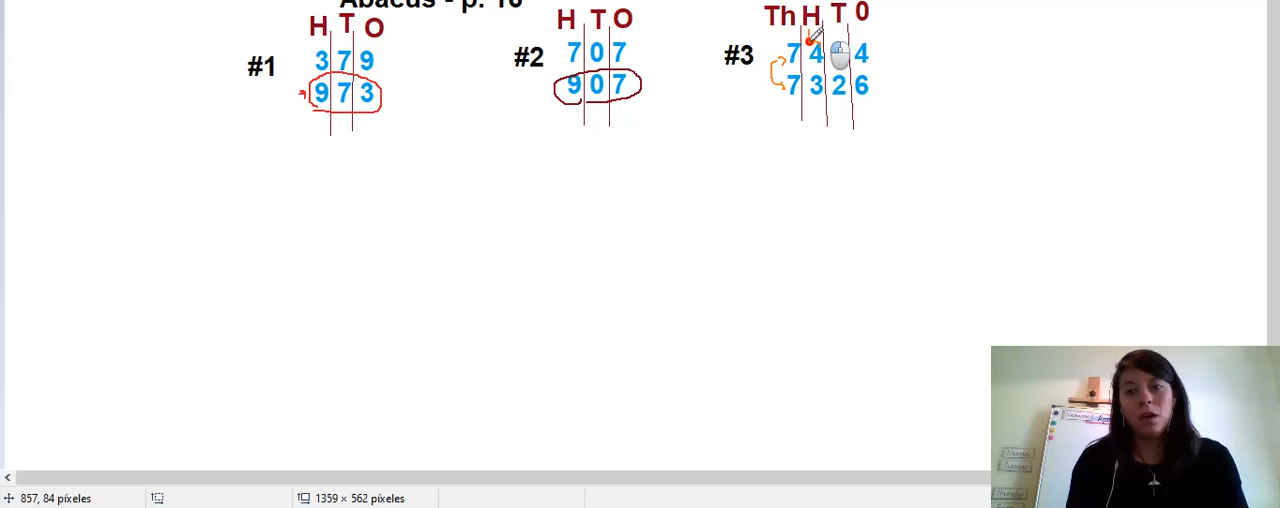 Abacus - p. 16
H T O
#1
3 7 9
9 7 3
H T O
#2
7 0 7
9 0 7
Th H T 0
#3
7 4 4
7 3 2 6
857, 84 píxeles
1359 × 562 píxeles